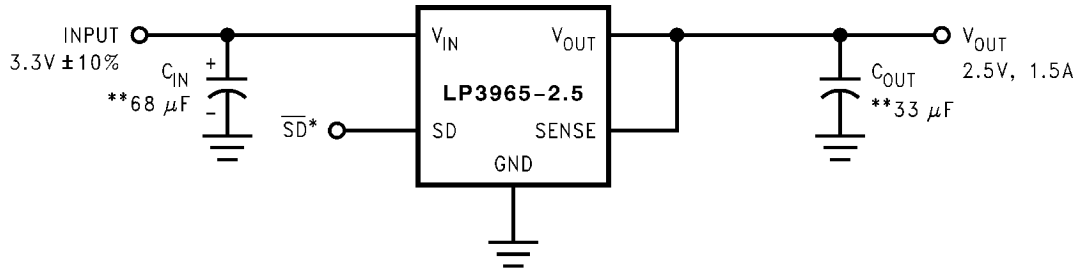 INPUT
3.3V ±10%
C_IN
+
**68 μF
−
V_IN
V_OUT
LP3965-2.5
S̅D̅*
SD
SENSE
GND
C_OUT
**33 μF
V_OUT
2.5V, 1.5A